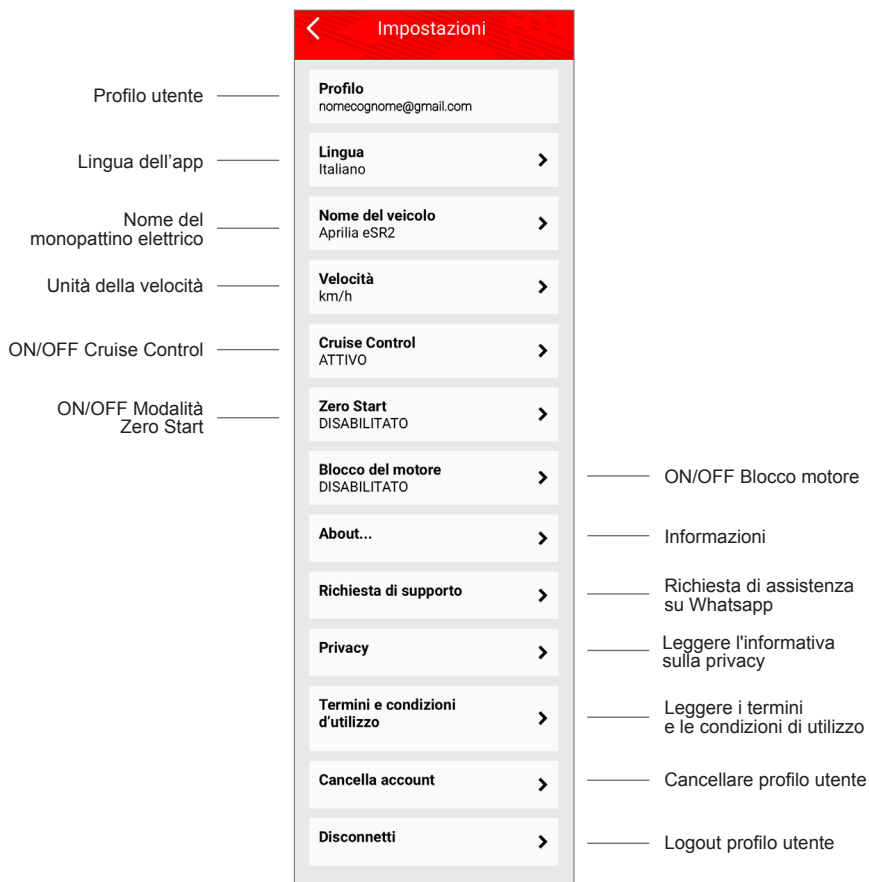 Impostazioni
Profilo utente
Profilo
nomecognome@gmail.com
Lingua dell'app
Lingua
Italiano
Nome del
monopattino elettrico
Nome del veicolo
Aprilia eSR2
Unità della velocità
Velocità
km/h
ON/OFF Cruise Control
Cruise Control
ATTIVO
ON/OFF Modalità
Zero Start
Zero Start
DISABILITATO
Blocco del motore
DISABILITATO
ON/OFF Blocco motore
About...
Informazioni
Richiesta di supporto
Richiesta di assistenza
su Whatsapp
Privacy
Leggere l'informativa
sulla privacy
Termini e condizioni
d'utilizzo
Leggere i termini
e le condizioni di utilizzo
Cancella account
Cancellare profilo utente
Disconnetti
Logout profilo utente